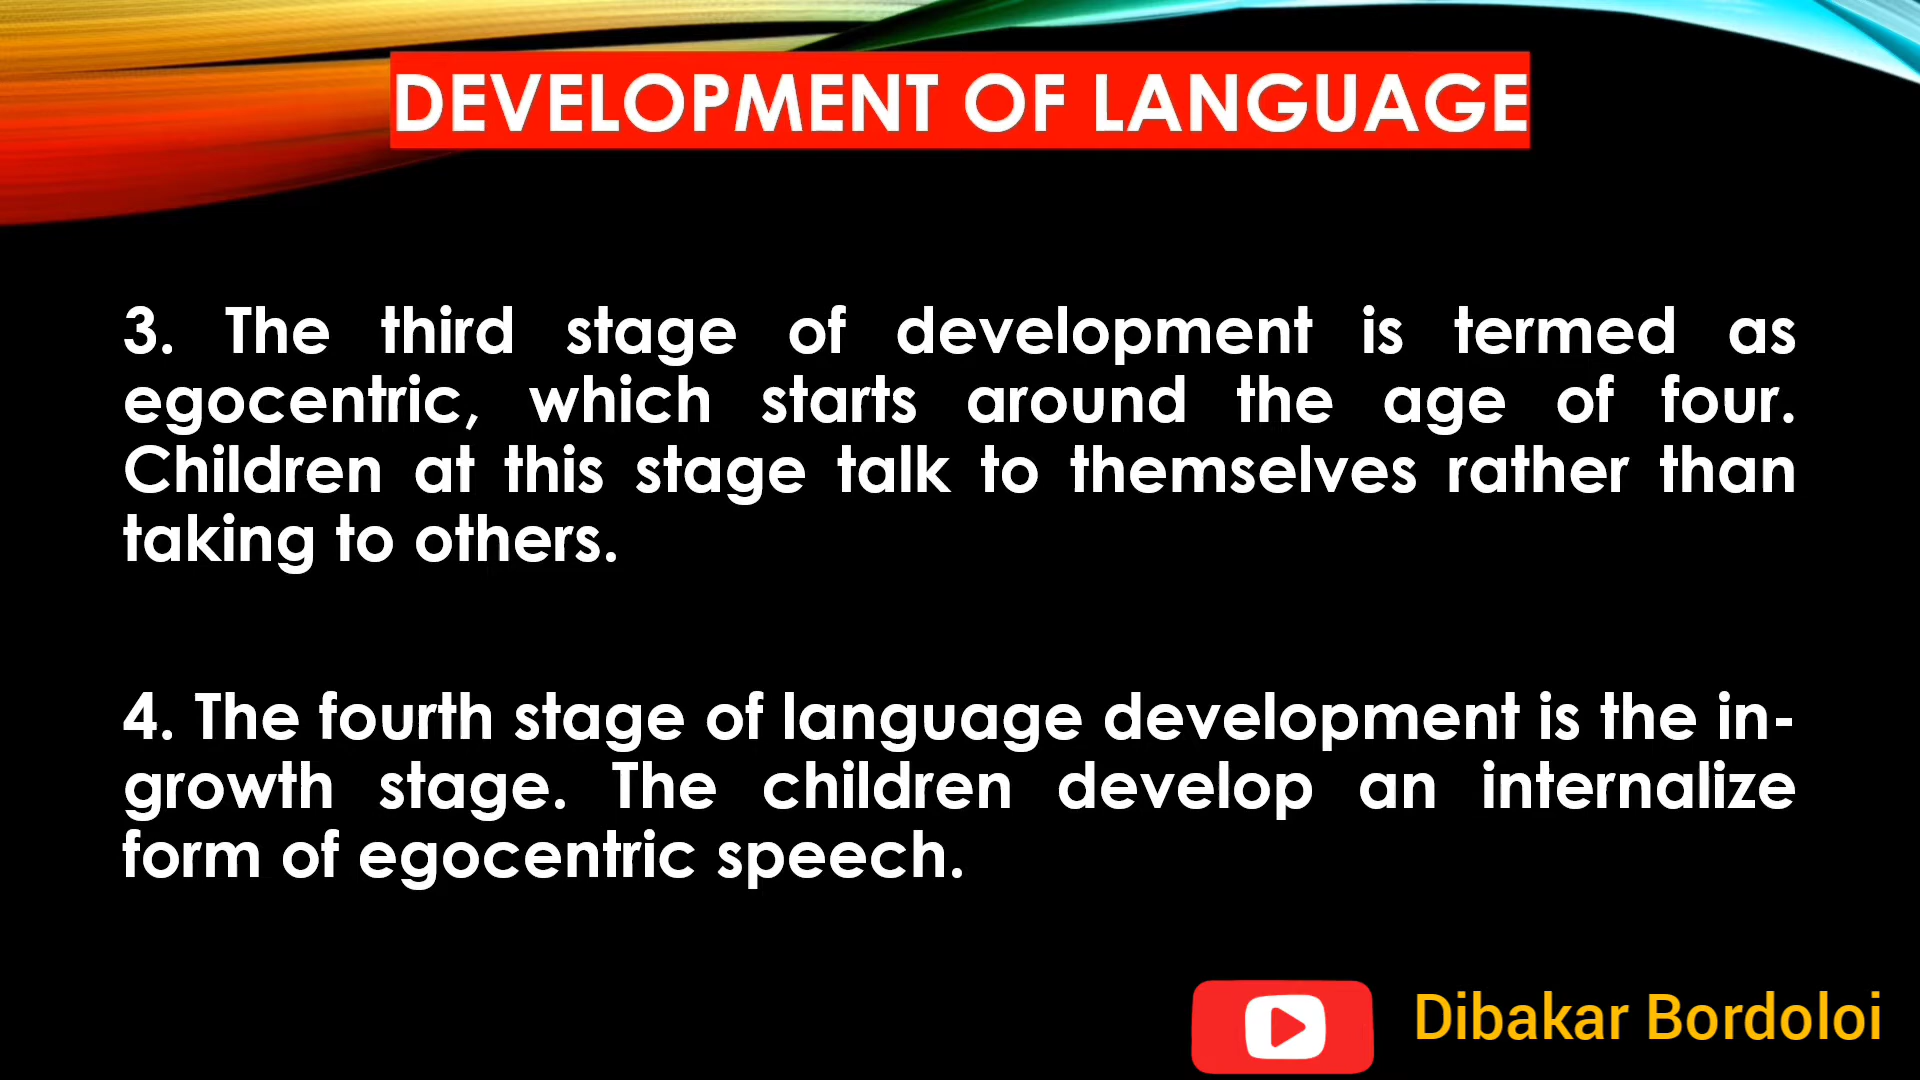 DEVELOPMENT OF LANGUAGE
3. The third stage of development is termed as
egocentric, which starts around the age of four.
Children at this stage talk to themselves rather than
taking to others.
4. The fourth stage of language development is the in-
growth stage. The children develop an internalize
form of egocentric speech.
Dibakar Bordoloi